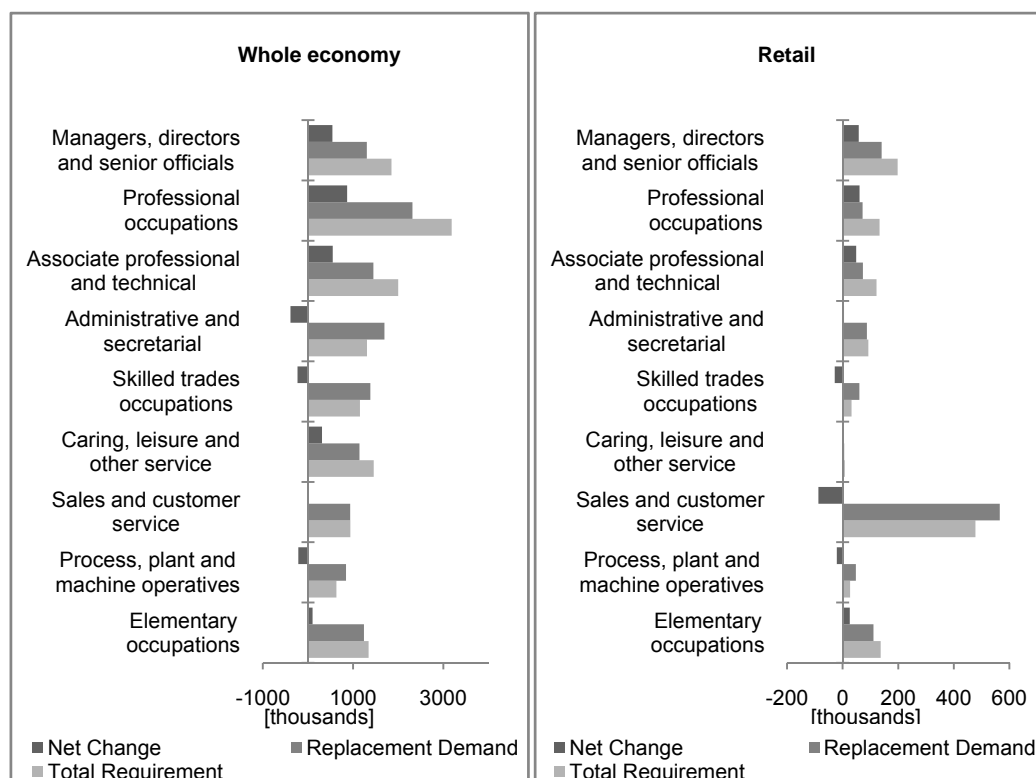 Whole economy
Managers, directors
and senior officials
Professional
occupations
Associate professional
and technical
Administrative and
secretarial
Skilled trades
occupations
Caring, leisure and
other service
Sales and customer
service
Process, plant and
machine operatives
Elementary
occupations
-1000 1000 3000
[thousands]
Net Change Replacement Demand
Total Requirement
Retail
Managers, directors
and senior officials
Professional
occupations
Associate professional
and technical
Administrative and
secretarial
Skilled trades
occupations
Caring, leisure and
other service
Sales and customer
service
Process, plant and
machine operatives
Elementary
occupations
-200 0 200 400 600
[thousands]
Net Change Replacement Demand
Total Requirement